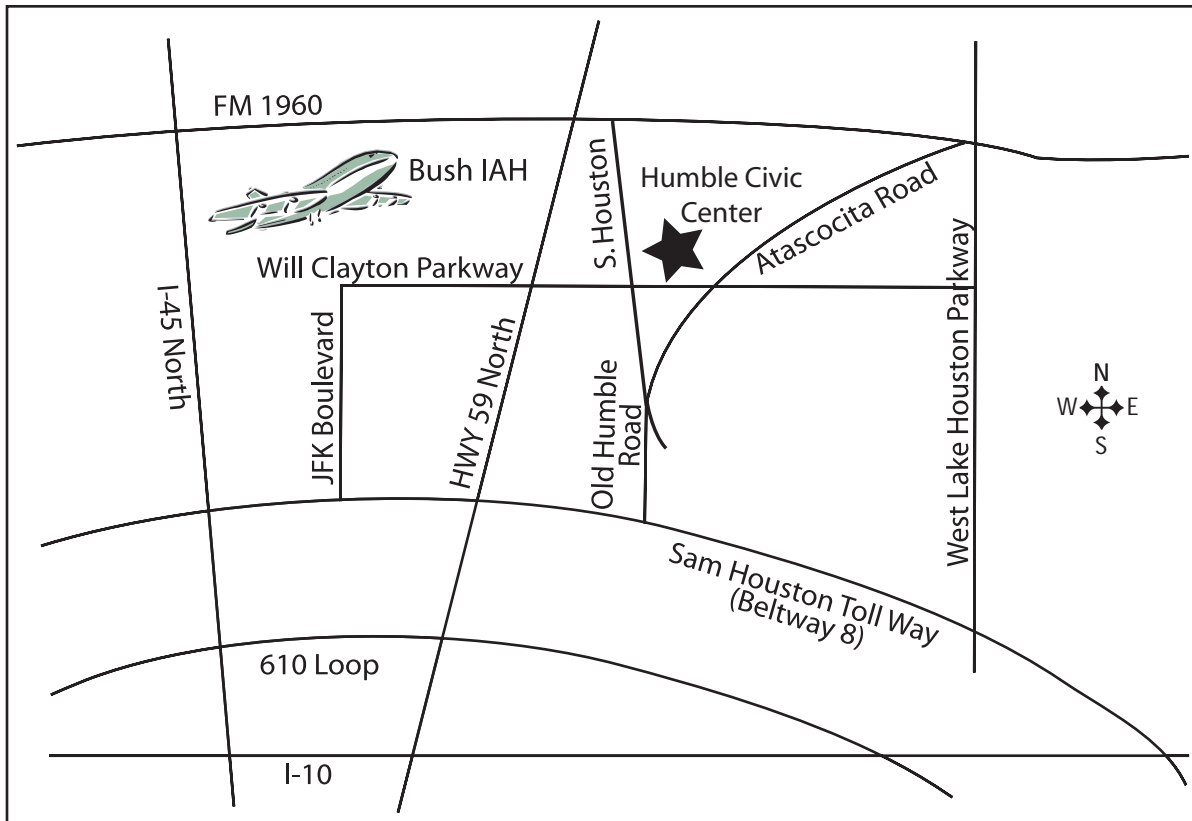 FM 1960
Bush IAH
S. Houston
Humble Civic
Center
Atascocita Road
Will Clayton Parkway
I-45 North
JFK Boulevard
HWY 59 North
Old Humble
Road
West Lake Houston Parkway
N
W E
S
Sam Houston Toll Way
(Beltway 8)
610 Loop
I-10